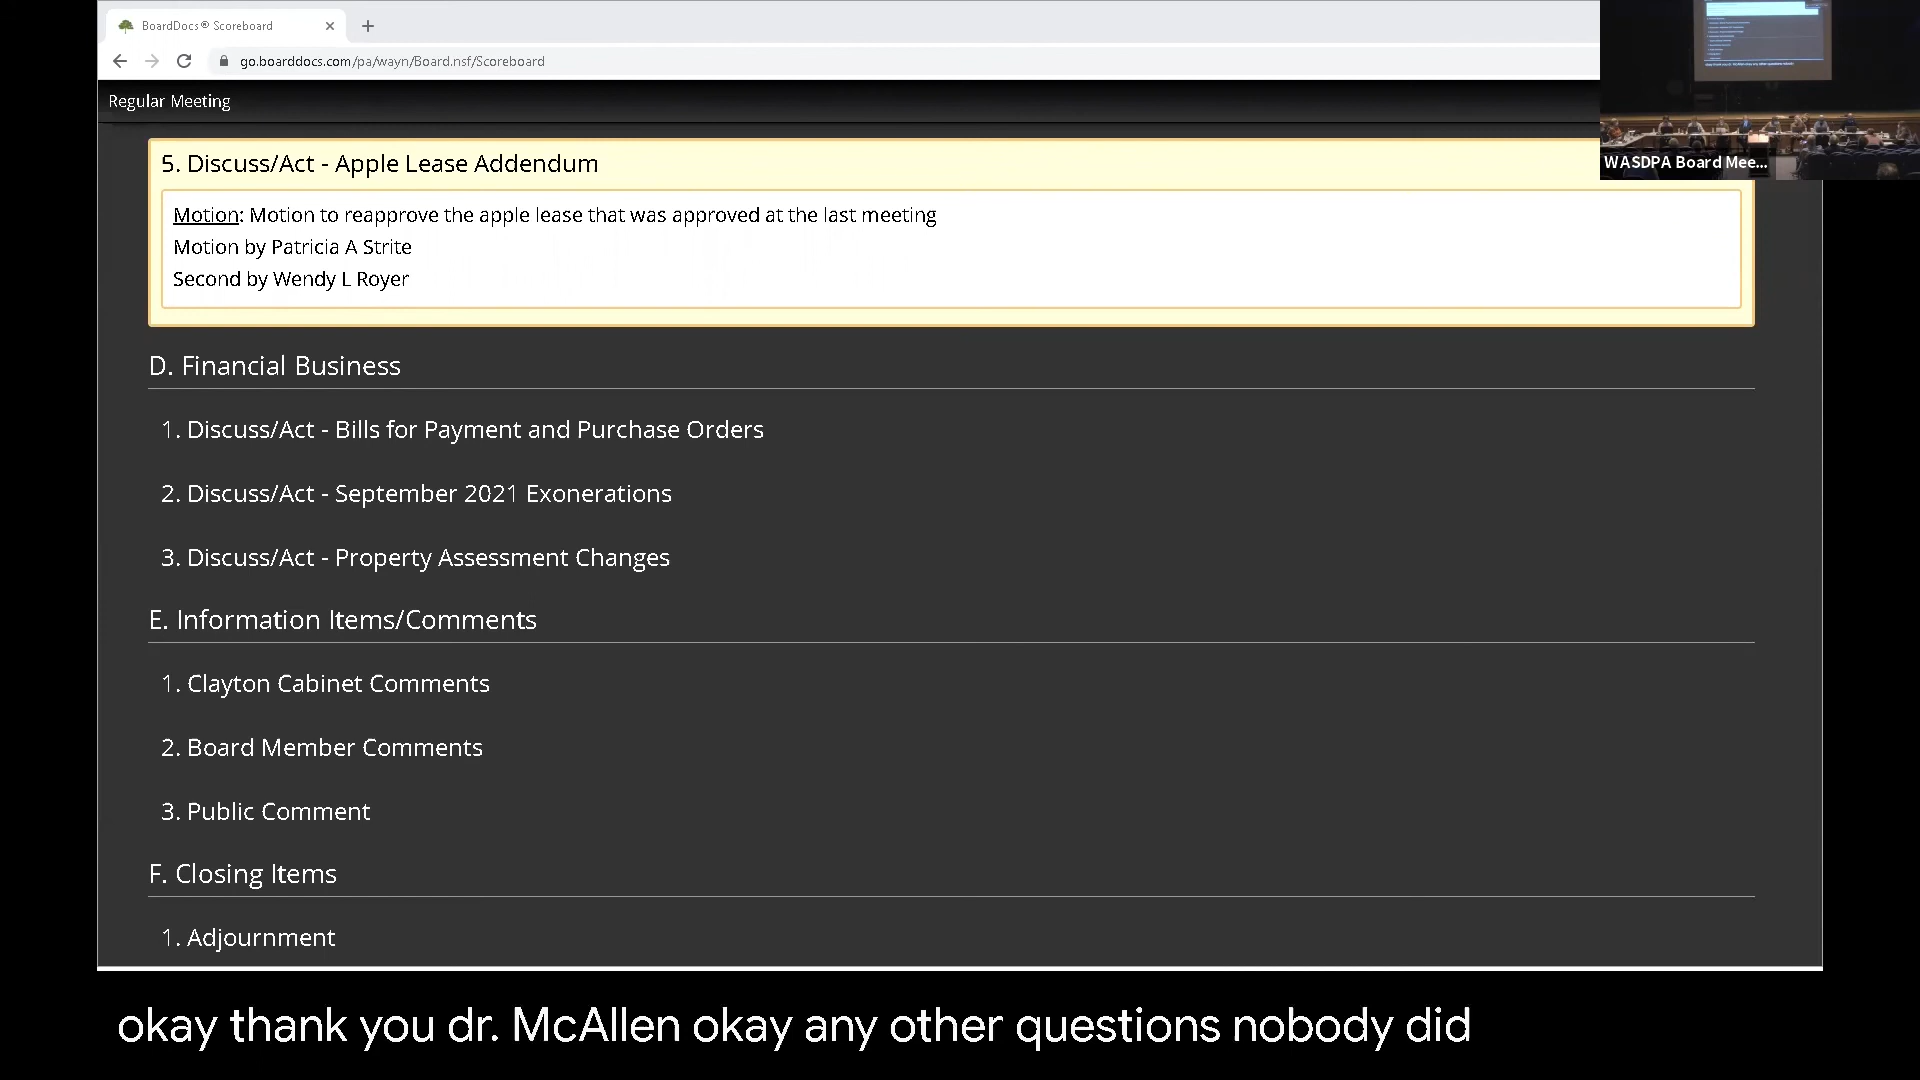 BoardDocs® Scoreboard
go.boarddocs.com/pa/wayn/Board.nsf/Scoreboard
Regular Meeting
WASDPA Board Mee...
5. Discuss/Act - Apple Lease Addendum
Motion: Motion to reapprove the apple lease that was approved at the last meeting
Motion by Patricia A Strite
Second by Wendy L Royer
D. Financial Business
1. Discuss/Act - Bills for Payment and Purchase Orders
2. Discuss/Act - September 2021 Exonerations
3. Discuss/Act - Property Assessment Changes
E. Information Items/Comments
1. Clayton Cabinet Comments
2. Board Member Comments
3. Public Comment
F. Closing Items
1. Adjournment
okay thank you dr. McAllen okay any other questions nobody did